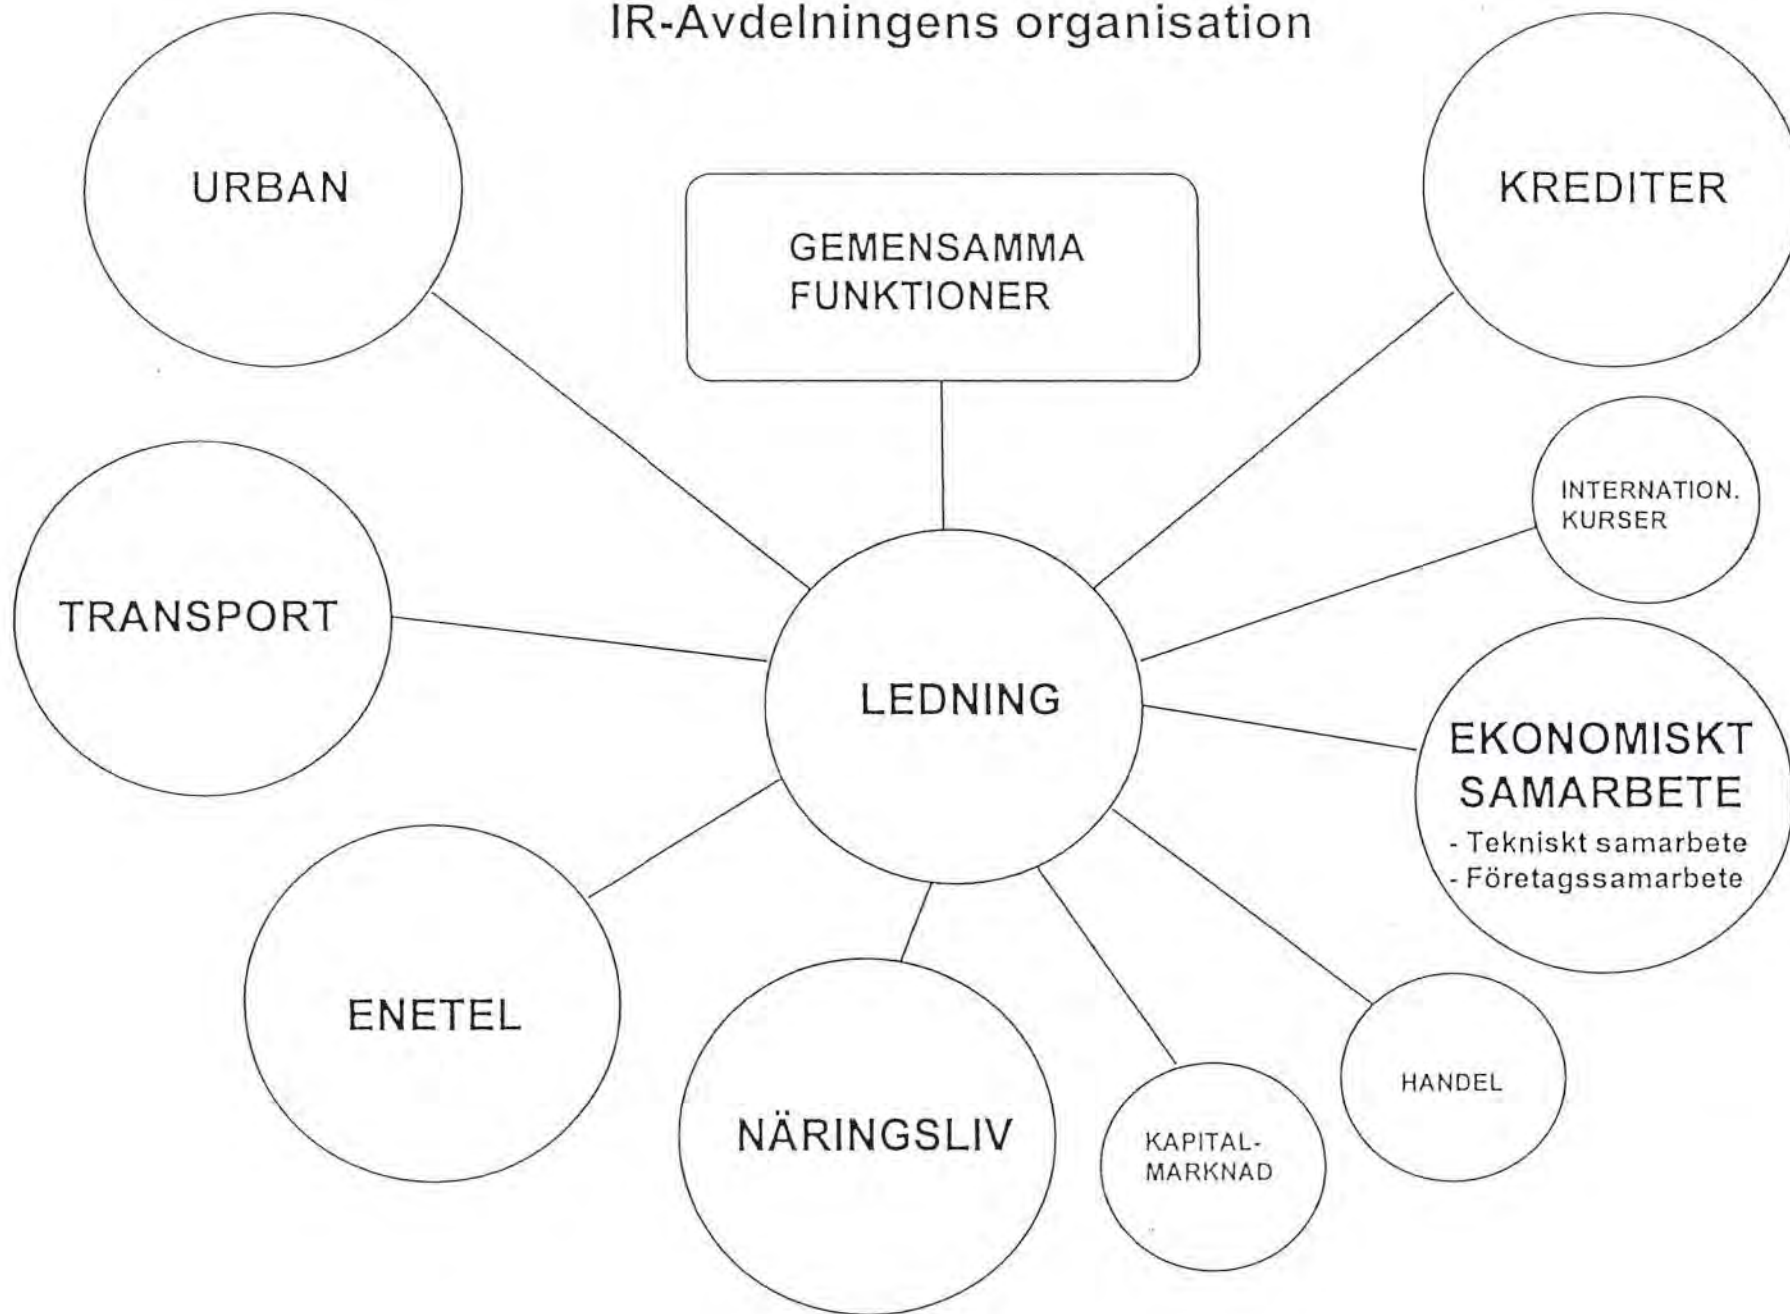 IR-Avdelningens organisation
URBAN
GEMENSAMMA
FUNKTIONER
KREDITER
INTERNATION.
KURSER
TRANSPORT
LEDNING
EKONOMISKT
SAMARBETE
- Tekniskt samarbete
- Företagssamarbete
ENETEL
NÄRINGSLIV
KAPITAL-
MARKNAD
HANDEL